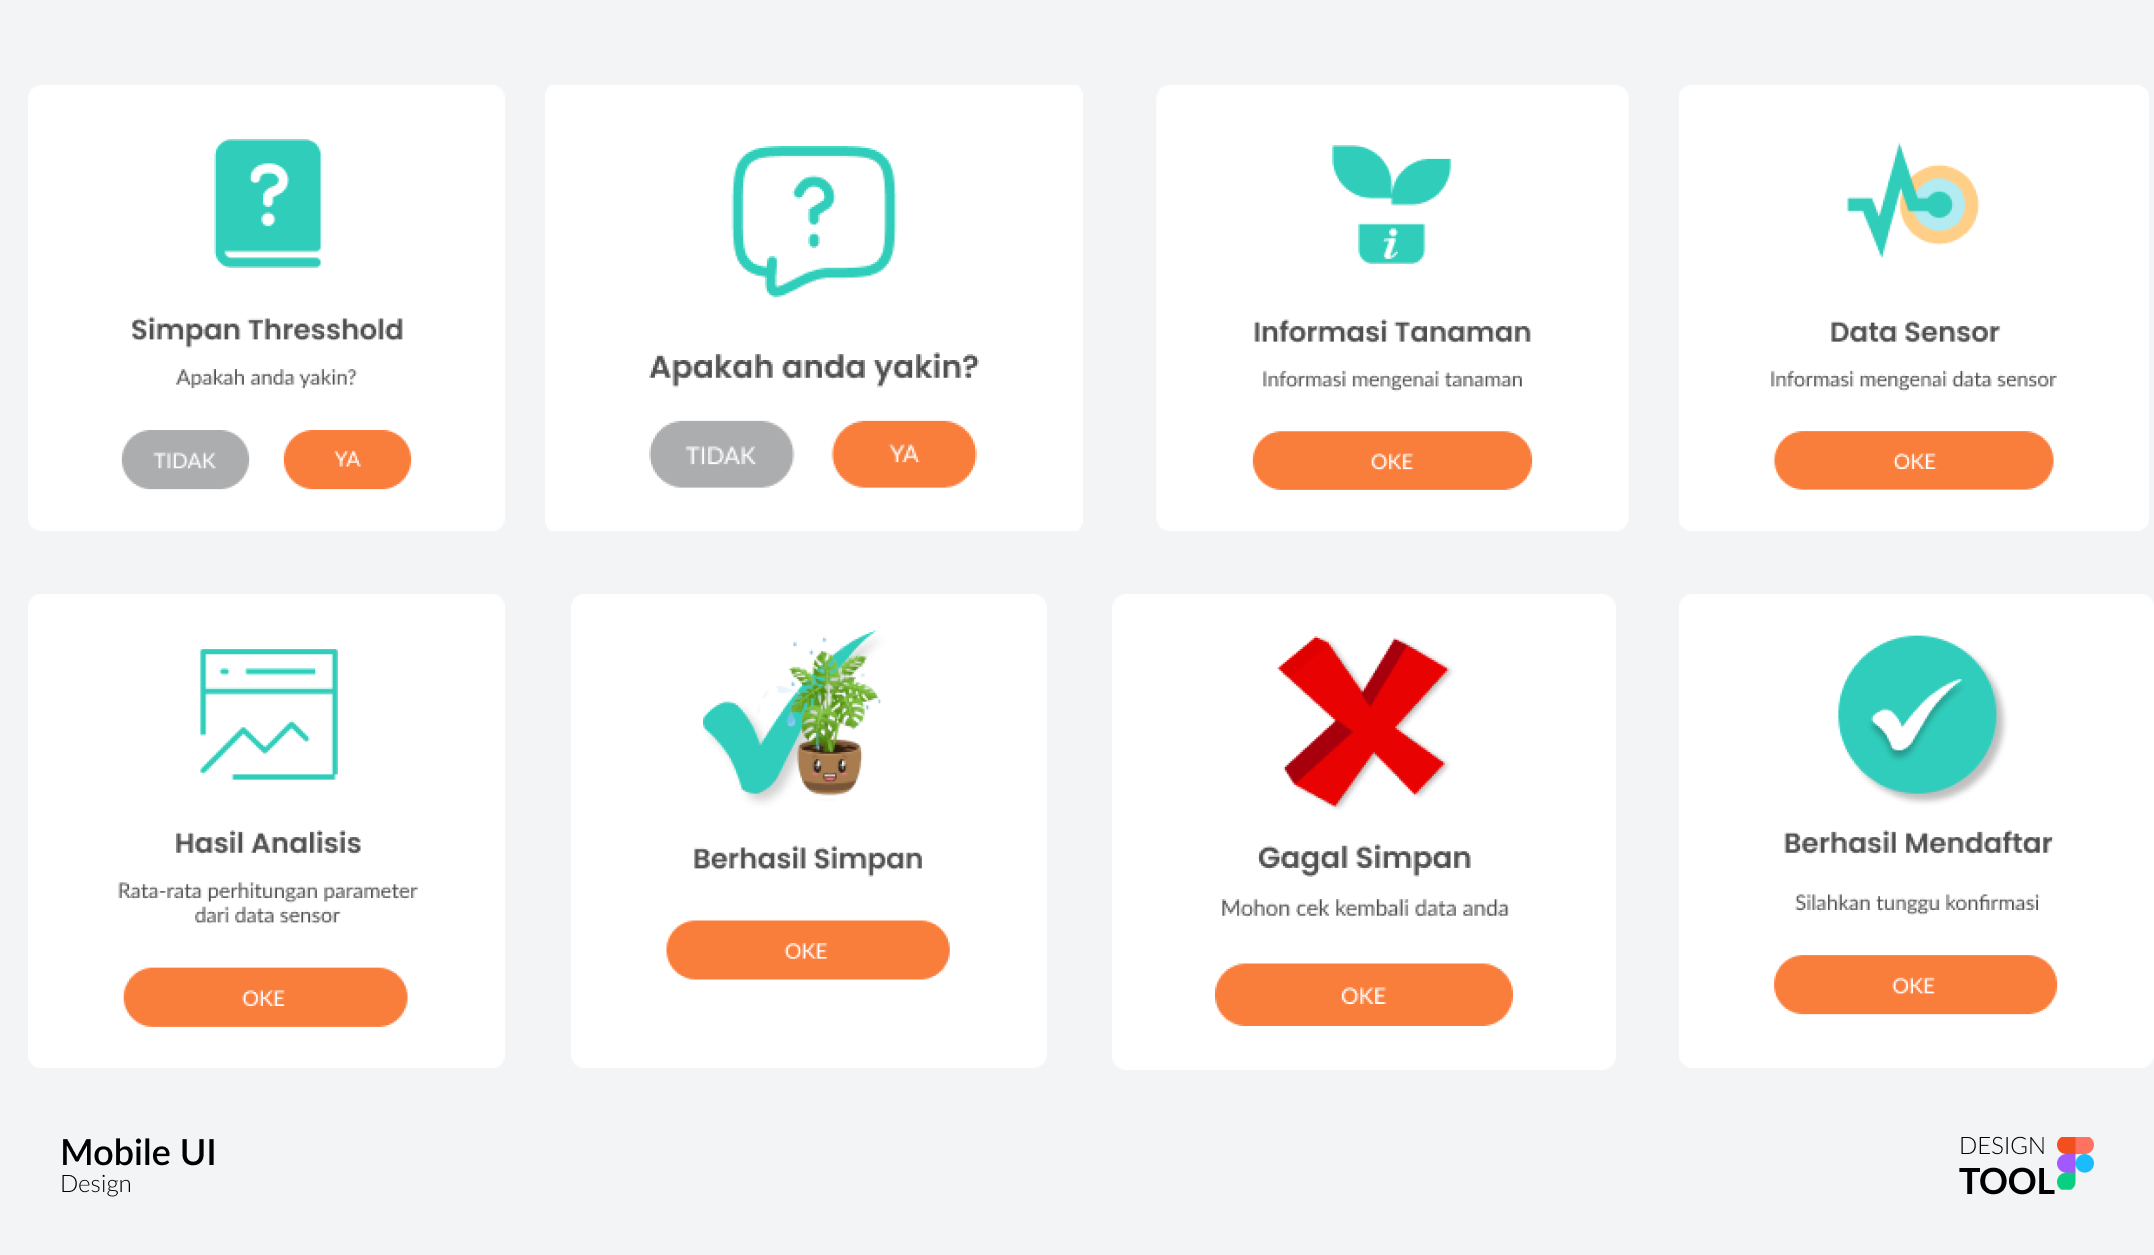 ?
Simpan Thresshold
Apakah anda yakin?
TIDAK
YA
?
Apakah anda yakin?
TIDAK
YA
i
Informasi Tanaman
Informasi mengenai tanaman
OKE
Data Sensor
Informasi mengenai data sensor
OKE
Hasil Analisis
Rata-rata perhitungan parameter
dari data sensor
OKE
Berhasil Simpan
OKE
Gagal Simpan
Mohon cek kembali data anda
OKE
Berhasil Mendaftar
Silahkan tunggu konfirmasi
OKE
Mobile UI
Design
DESIGN
TOOL